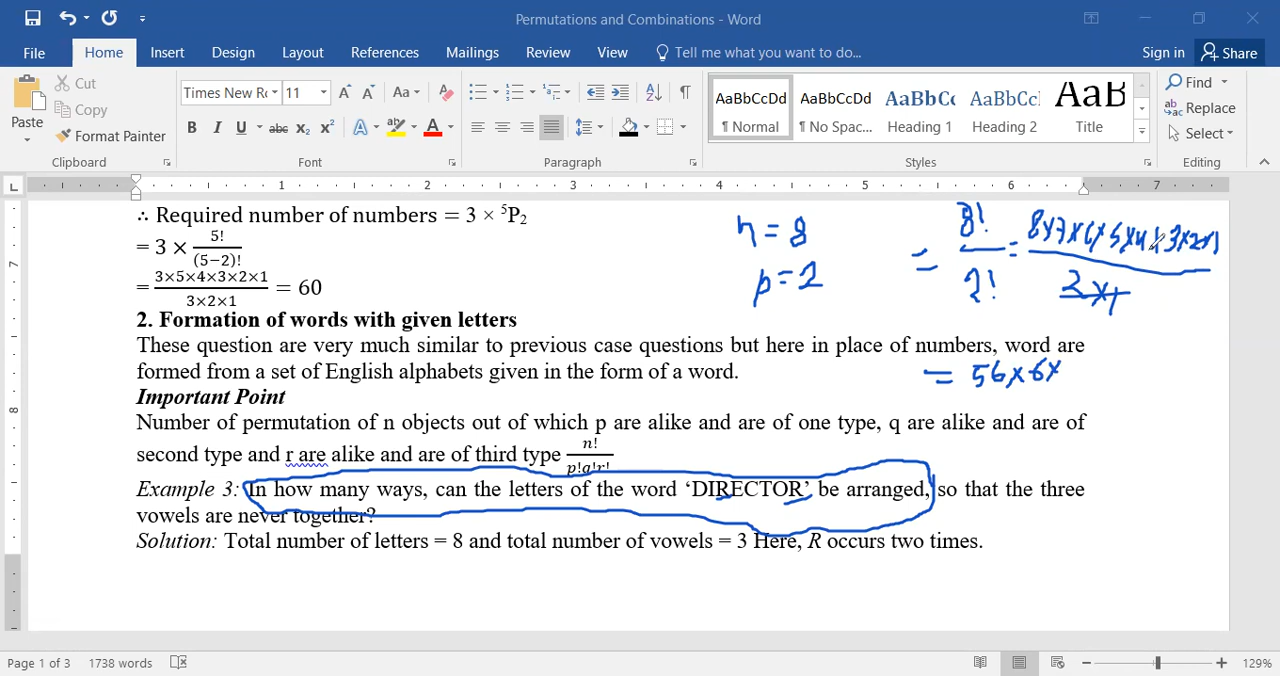 Permutations and Combinations - Word
File Home Insert Design Layout References Mailings Review View Tell me what you want to do... Sign in Share
Paste Cut Copy Format Painter
Clipboard
Times New Ro 11
Font
Paragraph
AaBbCcDd AaBbCcDd AaBbCc AaBbCcD AaB
¶ Normal ¶ No Spac... Heading 1 Heading 2 Title
Styles
Find Replace Select
Editing
1 2 3 4 5 6 7
∴ Required number of numbers = 3 × ⁵P₂
= 3 × 5!/(5−2)!
= 3×5×4×3×2×1/3×2×1 = 60
n = 8
p = 2
= 8!/2! = 8×7×6×5×4×3×2×1/2×1
= 56×6×
2. Formation of words with given letters
These question are very much similar to previous case questions but here in place of numbers, word are
formed from a set of English alphabets given in the form of a word.
Important Point
Number of permutation of n objects out of which p are alike and are of one type, q are alike and are of
second type and r are alike and are of third type n!/p!q!r!
Example 3: In how many ways, can the letters of the word ‘DIRECTOR’ be arranged, so that the three
vowels are never together?
Solution: Total number of letters = 8 and total number of vowels = 3 Here, R occurs two times.
Page 1 of 3 1738 words 129%